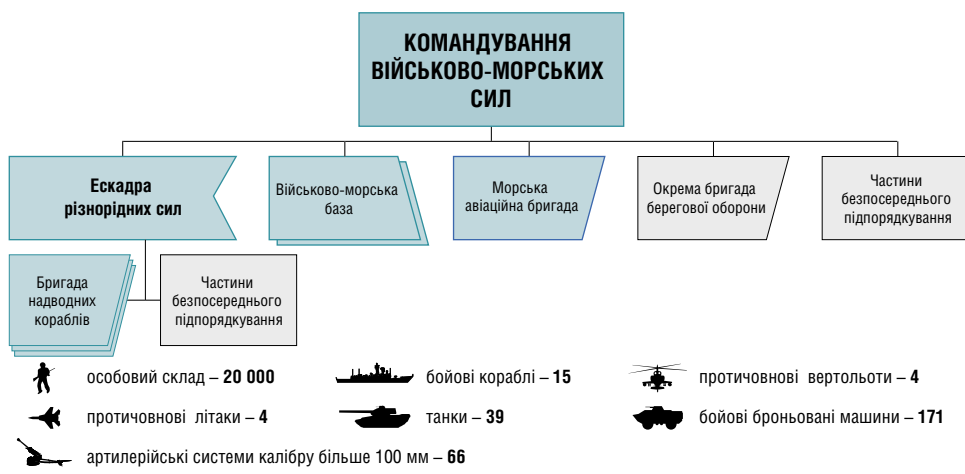 КОМАНДУВАННЯ
ВІЙСЬКОВО-МОРСЬКИХ
СИЛ
Ескадра
різнорідних сил
Військово-морська
база
Морська
авіаційна бригада
Окрема бригада
берегової оборони
Частини
безпосереднього
підпорядкування
Бригада
надводних
кораблів
Частини
безпосереднього
підпорядкування
особовий склад – 20 000
бойові кораблі – 15
протичовнові вертольоти – 4
протичовнові літаки – 4
танки – 39
бойові броньовані машини – 171
артилерійські системи калібру більше 100 мм – 66